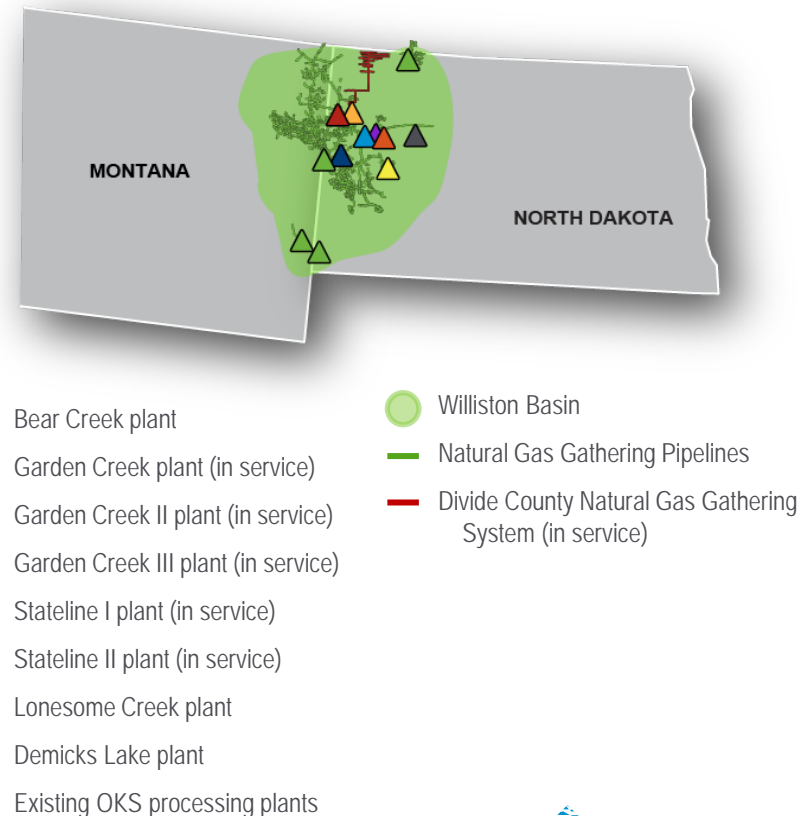 MONTANA
NORTH DAKOTA
Bear Creek plant
Garden Creek plant (in service)
Garden Creek II plant (in service)
Garden Creek III plant (in service)
Stateline I plant (in service)
Stateline II plant (in service)
Lonesome Creek plant
Demicks Lake plant
Existing OKS processing plants
Williston Basin
Natural Gas Gathering Pipelines
Divide County Natural Gas Gathering
System (in service)